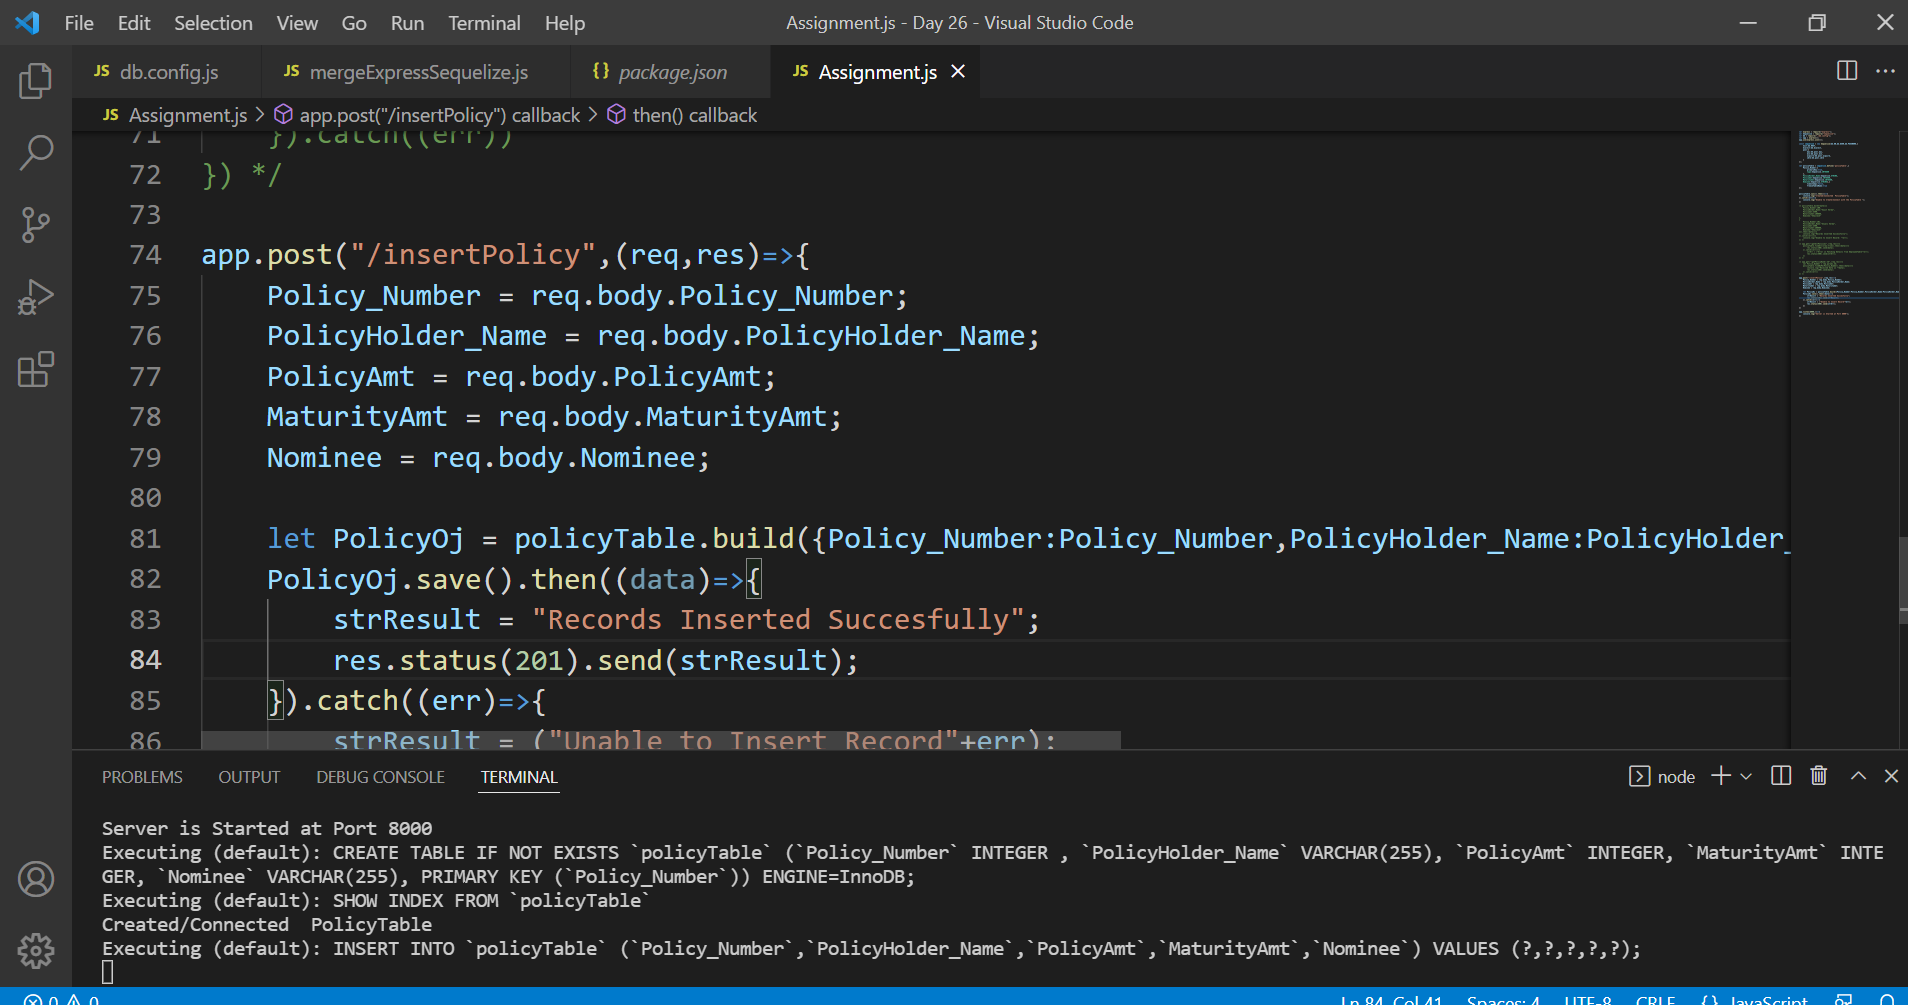 File Edit Selection View Go Run Terminal Help Assignment.js - Day 26 - Visual Studio Code
JS db.config.js JS mergeExpressSequelize.js {} package.json JS Assignment.js
JS Assignment.js > app.post("/insertPolicy") callback > then() callback
71 }).catch((err))
72 }) */
73
74 app.post("/insertPolicy",(req,res)=>{
75 Policy_Number = req.body.Policy_Number;
76 PolicyHolder_Name = req.body.PolicyHolder_Name;
77 PolicyAmt = req.body.PolicyAmt;
78 MaturityAmt = req.body.MaturityAmt;
79 Nominee = req.body.Nominee;
80
81 let PolicyOj = policyTable.build({Policy_Number:Policy_Number,PolicyHolder_Name:PolicyHolder_
82 PolicyOj.save().then((data)=>{
83 strResult = "Records Inserted Succesfully";
84 res.status(201).send(strResult);
85 }).catch((err)=>{
86 strResult = ("Unable to Insert Record"+err);
PROBLEMS OUTPUT DEBUG CONSOLE TERMINAL node
Server is Started at Port 8000
Executing (default): CREATE TABLE IF NOT EXISTS `policyTable` (`Policy_Number` INTEGER , `PolicyHolder_Name` VARCHAR(255), `PolicyAmt` INTEGER, `MaturityAmt` INTE
GER, `Nominee` VARCHAR(255), PRIMARY KEY (`Policy_Number`)) ENGINE=InnoDB;
Executing (default): SHOW INDEX FROM `policyTable`
Created/Connected  PolicyTable
Executing (default): INSERT INTO `policyTable` (`Policy_Number`,`PolicyHolder_Name`,`PolicyAmt`,`MaturityAmt`,`Nominee`) VALUES (?,?,?,?,?);
0 0 Ln 84, Col 41 Spaces: 4 UTF-8 CRLF {} JavaScript